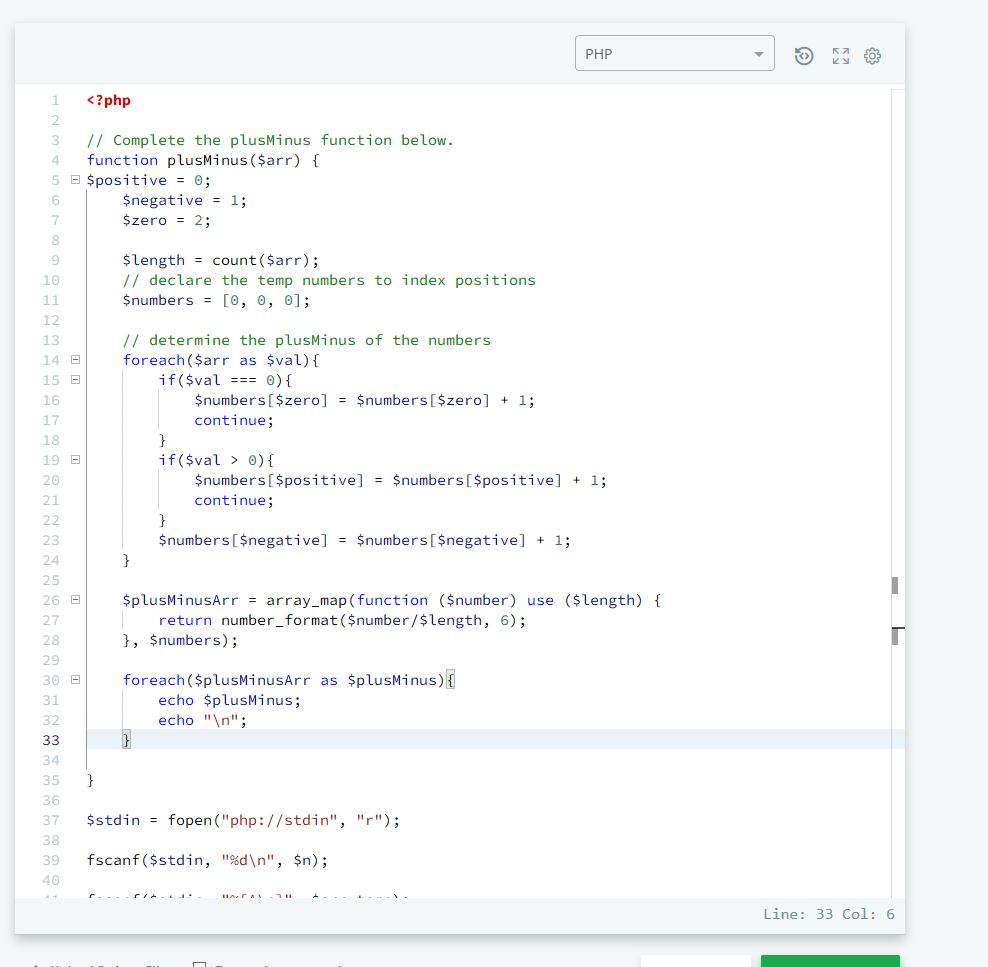 PHP
1 <?php
2
3 // Complete the plusMinus function below.
4 function plusMinus($arr) {
5 $positive = 0;
6     $negative = 1;
7     $zero = 2;
8
9     $length = count($arr);
10     // declare the temp numbers to index positions
11     $numbers = [0, 0, 0];
12
13     // determine the plusMinus of the numbers
14     foreach($arr as $val){
15         if($val === 0){
16             $numbers[$zero] = $numbers[$zero] + 1;
17             continue;
18         }
19         if($val > 0){
20             $numbers[$positive] = $numbers[$positive] + 1;
21             continue;
22         }
23         $numbers[$negative] = $numbers[$negative] + 1;
24     }
25
26     $plusMinusArr = array_map(function ($number) use ($length) {
27         return number_format($number/$length, 6);
28     }, $numbers);
29
30     foreach($plusMinusArr as $plusMinus){
31         echo $plusMinus;
32         echo "\n";
33     }
34
35 }
36
37 $stdin = fopen("php://stdin", "r");
38
39 fscanf($stdin, "%d\n", $n);
40
Line: 33 Col: 6